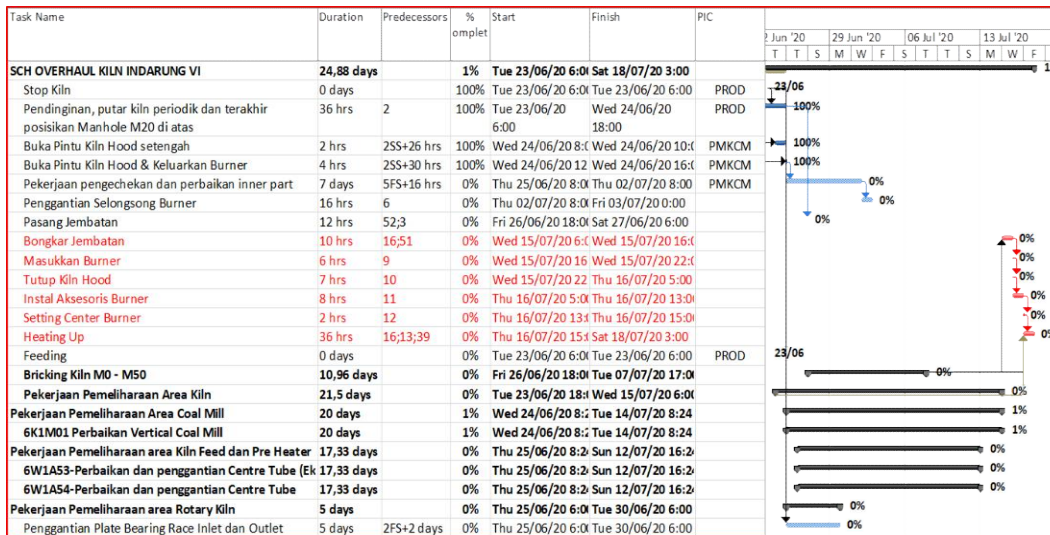 Task Name Duration Predecessors % Start Finish PIC
omplet
2 Jun '20 29 Jun '20 06 Jul '20 13 Jul '20
T T S M W F S T T S M W F
SCH OVERHAUL KILN INDARUNG VI 24,88 days 1% Tue 23/06/20 6:00 Sat 18/07/20 3:00 1
Stop Kiln 0 days 100% Tue 23/06/20 6:00 Tue 23/06/20 6:00 PROD 23/06
Pendinginan, putar kiln periodik dan terakhir 36 hrs 2 100% Tue 23/06/20 Wed 24/06/20 PROD 100%
posisikan Manhole M20 di atas 6:00 18:00
Buka Pintu Kiln Hood setengah 2 hrs 2SS+26 hrs 100% Wed 24/06/20 8:0 Wed 24/06/20 10:0 PMKCM 100%
Buka Pintu Kiln Hood & Keluarkan Burner 4 hrs 2SS+30 hrs 100% Wed 24/06/20 12 Wed 24/06/20 16:0 PMKCM 100%
Pekerjaan pengechekan dan perbaikan inner part 7 days 5FS+16 hrs 0% Thu 25/06/20 8:0 Thu 02/07/20 8:00 PMKCM 0%
Penggantian Selongsong Burner 16 hrs 6 0% Thu 02/07/20 8:0 Fri 03/07/20 0:00 0%
Pasang Jembatan 12 hrs 52;3 0% Fri 26/06/20 18:0 Sat 27/06/20 6:00 0%
Bongkar Jembatan 10 hrs 16;51 0% Wed 15/07/20 6:0 Wed 15/07/20 16:0 0%
Masukkan Burner 6 hrs 9 0% Wed 15/07/20 16 Wed 15/07/20 22:0 0%
Tutup Kiln Hood 7 hrs 10 0% Wed 15/07/20 22 Thu 16/07/20 5:00 0%
Instal Aksesoris Burner 8 hrs 11 0% Thu 16/07/20 5:0 Thu 16/07/20 13:0 0%
Setting Center Burner 2 hrs 12 0% Thu 16/07/20 13: Thu 16/07/20 15:0 0%
Heating Up 36 hrs 16;13;39 0% Thu 16/07/20 15: Sat 18/07/20 3:00 0
Feeding 0 days 0% Tue 23/06/20 6:00 Tue 23/06/20 6:00 PROD 23/06
Bricking Kiln M0 - M50 10,96 days 0% Fri 26/06/20 18:0 Tue 07/07/20 17:0 0%
Pekerjaan Pemeliharaan Area Kiln 21,5 days 0% Tue 23/06/20 18: Wed 15/07/20 6:0 0%
Pekerjaan Pemeliharaan Area Coal Mill 20 days 1% Wed 24/06/20 8:2 Tue 14/07/20 8:24 1%
6K1M01 Perbaikan Vertical Coal Mill 20 days 1% Wed 24/06/20 8:2 Tue 14/07/20 8:24 1%
Pekerjaan Pemeliharaan area Kiln Feed dan Pre Heater 17,33 days 0% Thu 25/06/20 8:2 Sun 12/07/20 16:2 0%
6W1A53-Perbaikan dan penggantian Centre Tube (Ek 17,33 days 0% Thu 25/06/20 8:2 Sun 12/07/20 16:2 0%
6W1A54-Perbaikan dan penggantian Centre Tube 17,33 days 0% Thu 25/06/20 8:2 Sun 12/07/20 16:2 0%
Pekerjaan Pemeliharaan area Rotary Kiln 5 days 0% Thu 25/06/20 6:0 Tue 30/06/20 6:00 0%
Penggantian Plate Bearing Race Inlet dan Outlet 5 days 2FS+2 days 0% Thu 25/06/20 6:0 Tue 30/06/20 6:00 0%